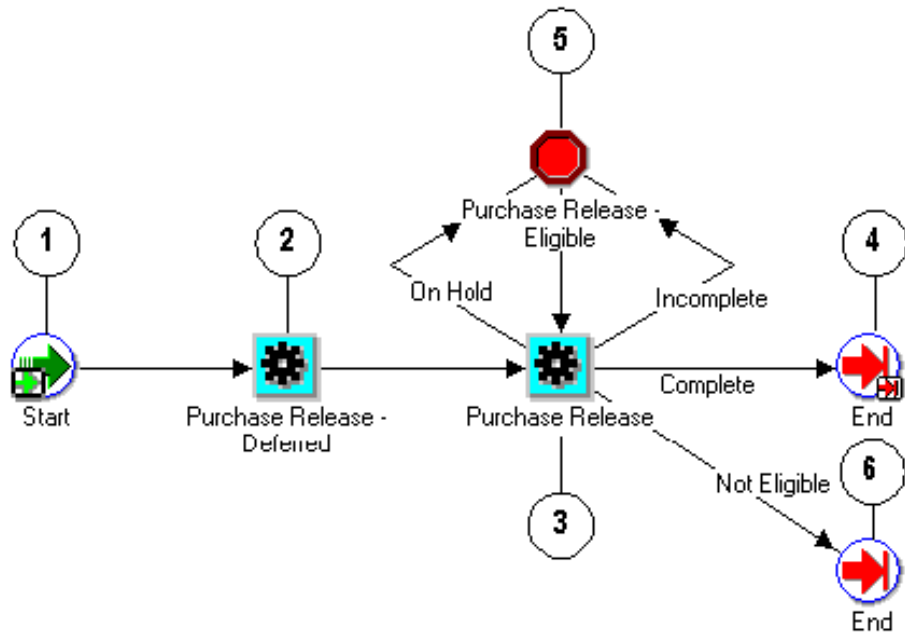 5
1
2
4
Purchase Release -
Eligible
On Hold
Incomplete
Start
Purchase Release -
Deferred
Purchase Release
Complete
End
3
Not Eligible
6
End